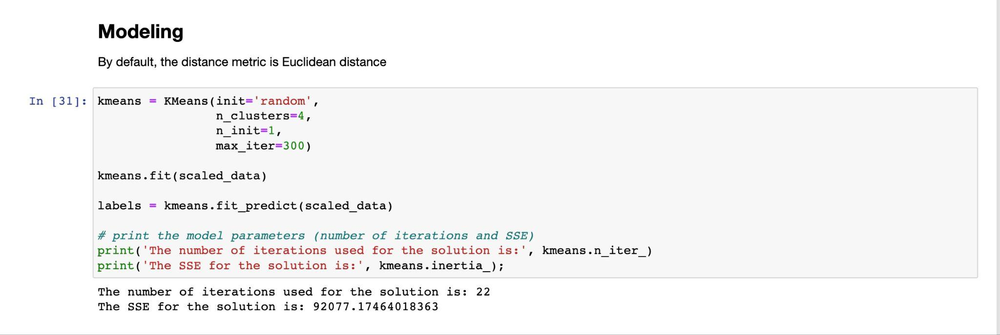 Modeling
By default, the distance metric is Euclidean distance
In [31]: kmeans = KMeans(init='random',
n_clusters=4,
n_init=1,
max_iter=300)
kmeans.fit(scaled_data)
labels = kmeans.fit_predict(scaled_data)
# print the model parameters (number of iterations and SSE)
print('The number of iterations used for the solution is:', kmeans.n_iter_)
print('The SSE for the solution is:', kmeans.inertia_);
The number of iterations used for the solution is: 22
The SSE for the solution is: 92077.17464018363